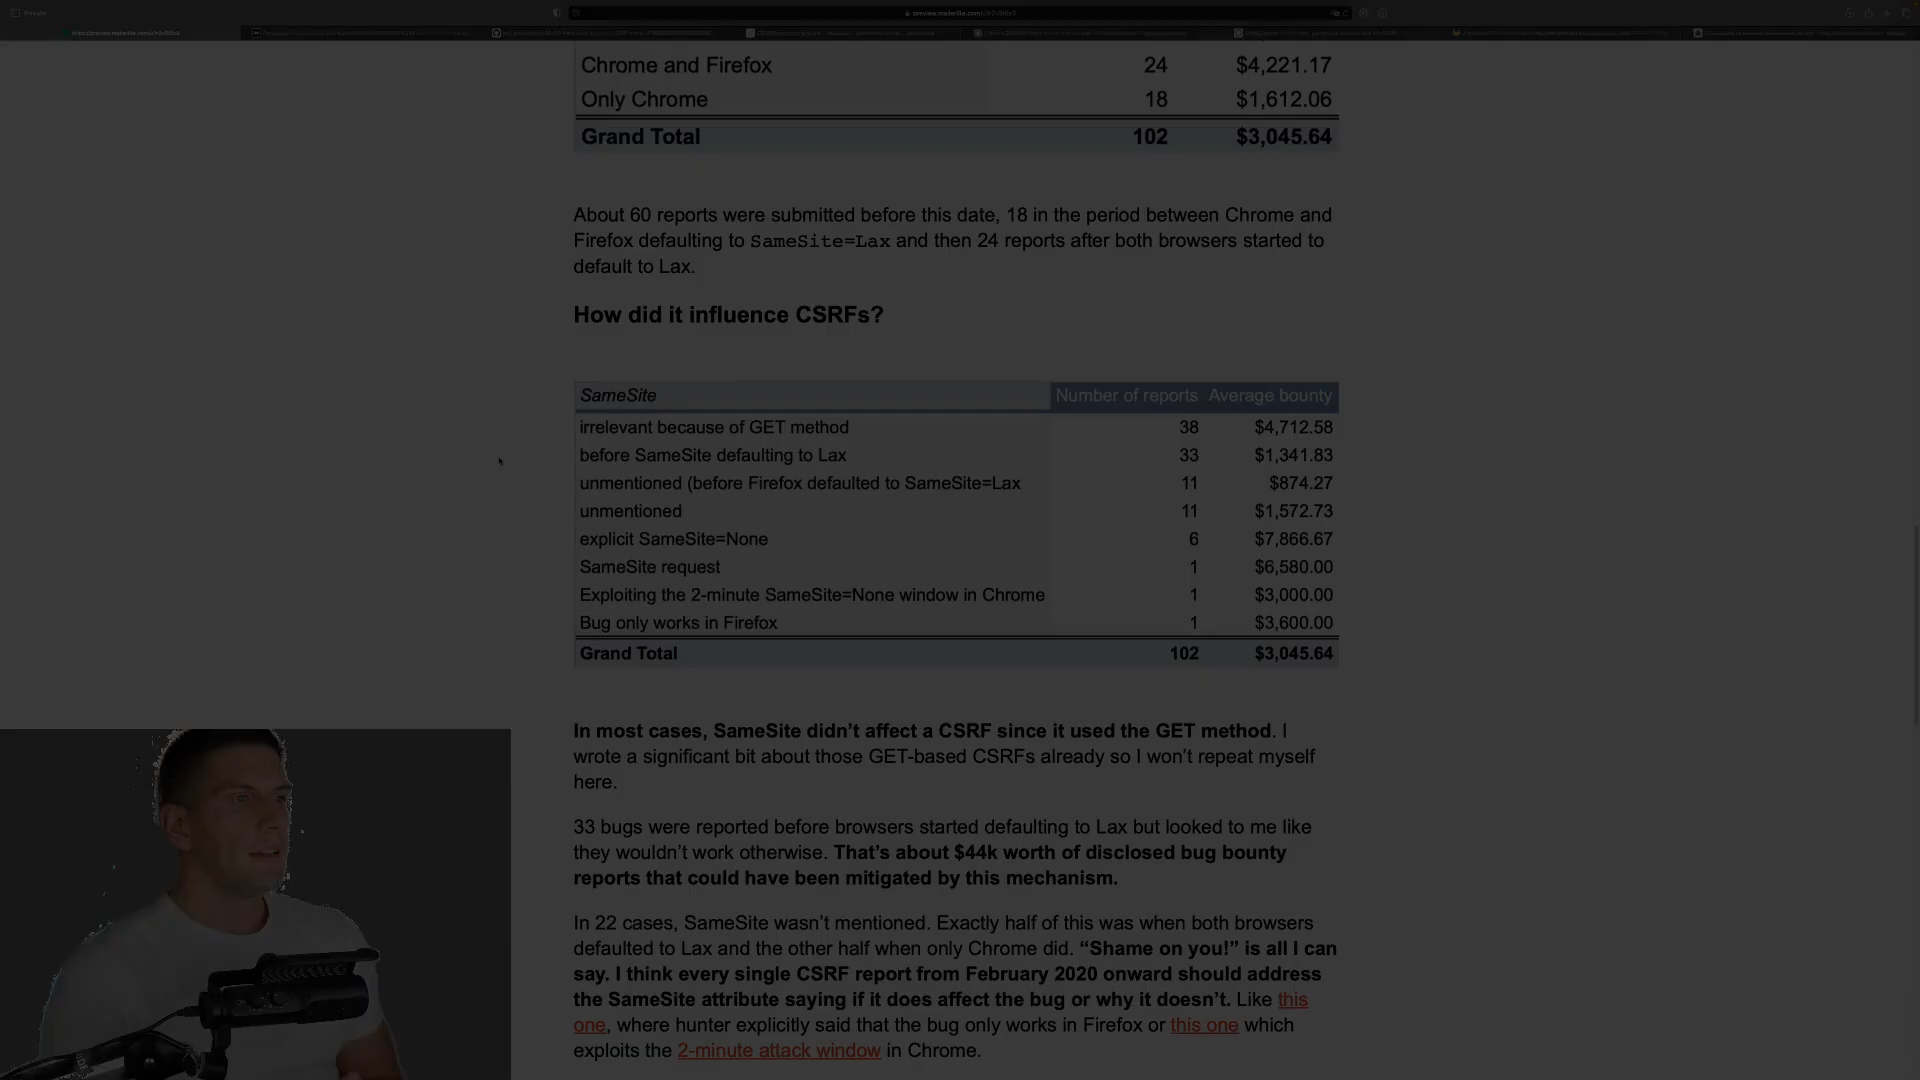 Private
preview.mailerlite.com
Chrome and Firefox 24 $4,221.17
Only Chrome 18 $1,612.06
Grand Total 102 $3,045.64
About 60 reports were submitted before this date, 18 in the period between Chrome and
Firefox defaulting to SameSite=Lax and then 24 reports after both browsers started to
default to Lax.
How did it influence CSRFs?
SameSite Number of reports Average bounty
irrelevant because of GET method 38 $4,712.58
before SameSite defaulting to Lax 33 $1,341.83
unmentioned (before Firefox defaulted to SameSite=Lax 11 $874.27
unmentioned 11 $1,572.73
explicit SameSite=None 6 $7,866.67
SameSite request 1 $6,580.00
Exploiting the 2-minute SameSite=None window in Chrome 1 $3,000.00
Bug only works in Firefox 1 $3,600.00
Grand Total 102 $3,045.64
In most cases, SameSite didn't affect a CSRF since it used the GET method. I
wrote a significant bit about those GET-based CSRFs already so I won't repeat myself
here.
33 bugs were reported before browsers started defaulting to Lax but looked to me like
they wouldn't work otherwise. That's about $44k worth of disclosed bug bounty
reports that could have been mitigated by this mechanism.
In 22 cases, SameSite wasn't mentioned. Exactly half of this was when both browsers
defaulted to Lax and the other half when only Chrome did. “Shame on you!” is all I can
say. I think every single CSRF report from February 2020 onward should address
the SameSite attribute saying if it does affect the bug or why it doesn't. Like this
one, where hunter explicitly said that the bug only works in Firefox or this one which
exploits the 2-minute attack window in Chrome.